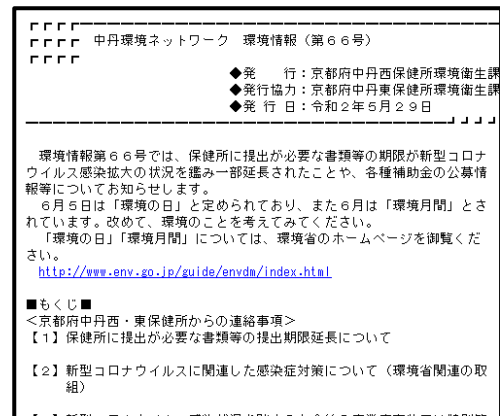 中丹環境ネットワーク 環境情報（第６６号）
◆発　　行：京都府中丹西保健所環境衛生課
◆発行協力：京都府中丹東保健所環境衛生課
◆発 行 日：令和２年５月２９日
環境情報第６６号では、保健所に提出が必要な書類等の期限が新型コロナ
ウイルス感染拡大の状況を鑑み一部延長されたことや、各種補助金の公募情
報等についてお知らせします。
６月５日は「環境の日」と定められており、また６月は「環境月間」とさ
れています。改めて、環境のことを考えてみてください。
「環境の日」「環境月間」については、環境省のホームページを御覧くだ
さい。
http://www.env.go.jp/guide/envdm/index.html
■もくじ■
＜京都府中丹西・東保健所からの連絡事項＞
【１】保健所に提出が必要な書類等の提出期限延長について
【２】新型コロナウイルスに関連した感染症対策について（環境省関連の取
組）